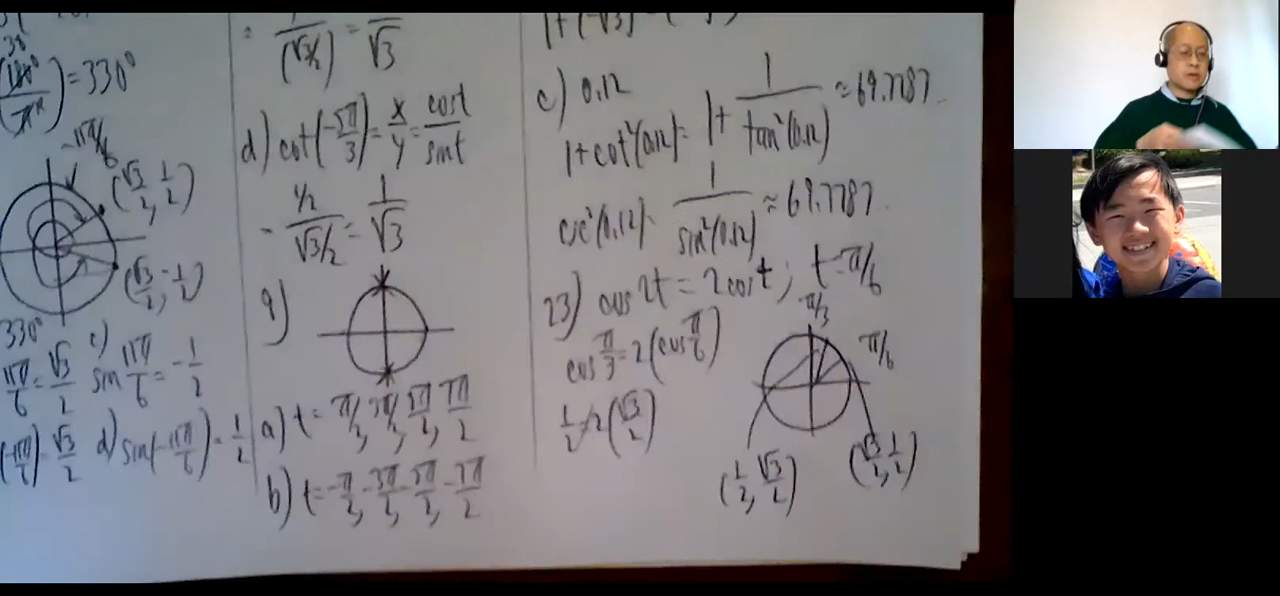 (180°/π) = 330°
-11π/6
(√3/2, 1/2)
(√3/2, -1/2)
330°
11π/6 = √3/2
c) sin 11π/6 = -1/2
(-11π/6) = √3/2
d) sin(-11π/6) = 1/2
= 1/(√3/2) = /√3
d) cot(-5π/3) = x/y = cost/sint
= 1/2/√3/2 = 1/√3
9)
a) t = π/2, 3π/2, 5π/2, 7π/2
b) t = -π/2, -3π/2, -5π/2, -7π/2
c) 0.12
1+cot²(0.12) = 1+ 1/tan²(0.12) ≈ 69.7787
csc²(0.12) = 1/sin²(0.12) ≈ 69.7787
23) cos 2t = 2cost; t=π/6
cos π/3 = 2(cos π/6)
1/2 ≠ 2(√3/2)
π/3
π/6
(1/2, √3/2)
(√3/2, 1/2)